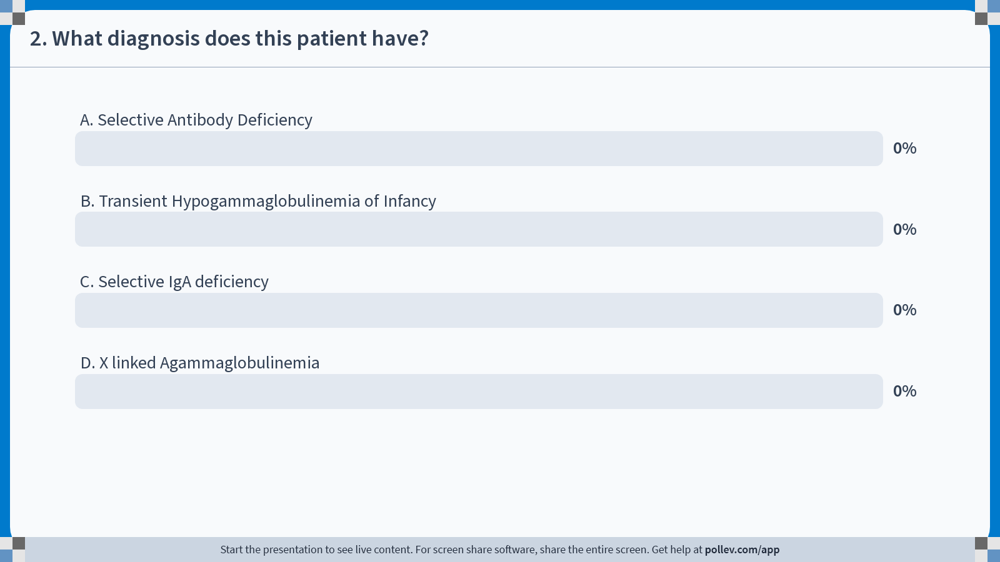 2. What diagnosis does this patient have?
A. Selective Antibody Deficiency
0%
B. Transient Hypogammaglobulinemia of Infancy
0%
C. Selective IgA deficiency
0%
D. X linked Agammaglobulinemia
0%
Start the presentation to see live content. For screen share software, share the entire screen. Get help at pollev.com/app